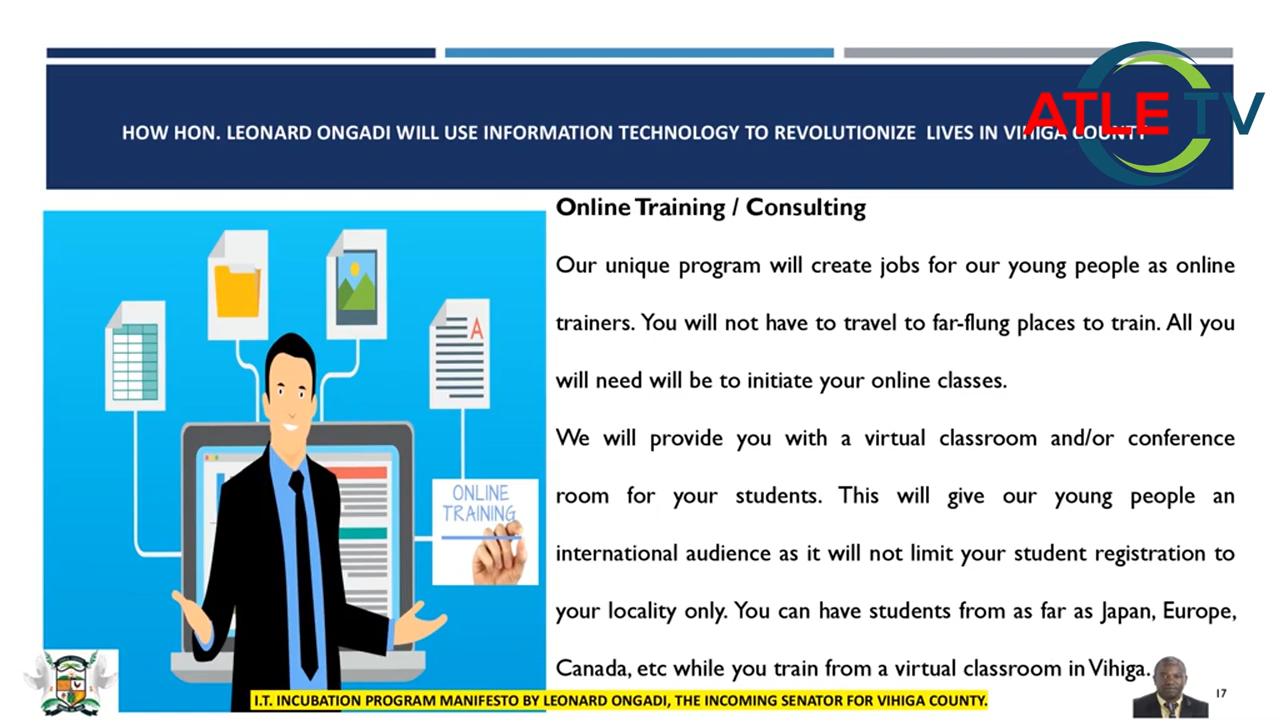 ATLE TV
HOW HON. LEONARD ONGADI WILL USE INFORMATION TECHNOLOGY TO REVOLUTIONIZE LIVES IN VIHIGA COUNTY
Online Training / Consulting
Our unique program will create jobs for our young people as online
trainers. You will not have to travel to far-flung places to train. All you
will need will be to initiate your online classes.
We will provide you with a virtual classroom and/or conference
room for your students. This will give our young people an
international audience as it will not limit your student registration to
your locality only. You can have students from as far as Japan, Europe,
Canada, etc while you train from a virtual classroom in Vihiga.
A
ONLINE
TRAINING
I.T. INCUBATION PROGRAM MANIFESTO BY LEONARD ONGADI, THE INCOMING SENATOR FOR VIHIGA COUNTY.
17